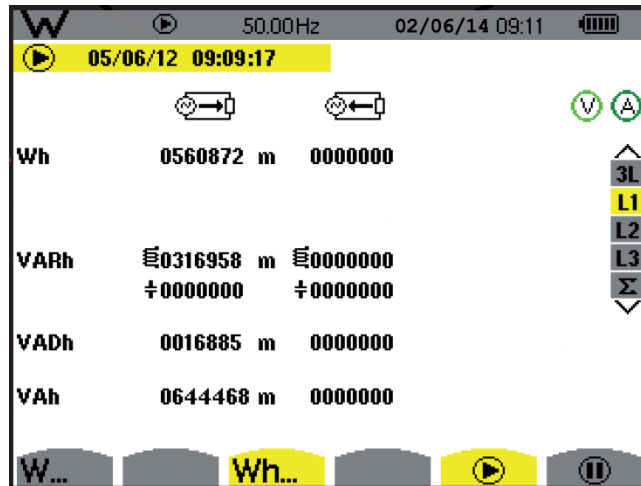 W 50.00Hz 02/06/14 09:11
05/06/12 09:09:17
V A
Wh 0560872 m 0000000
3L
L1
L2
L3
VARh 0316958 m 0000000
0000000 0000000
Σ
VADh 0016885 m 0000000
VAh 0644468 m 0000000
W... Wh...